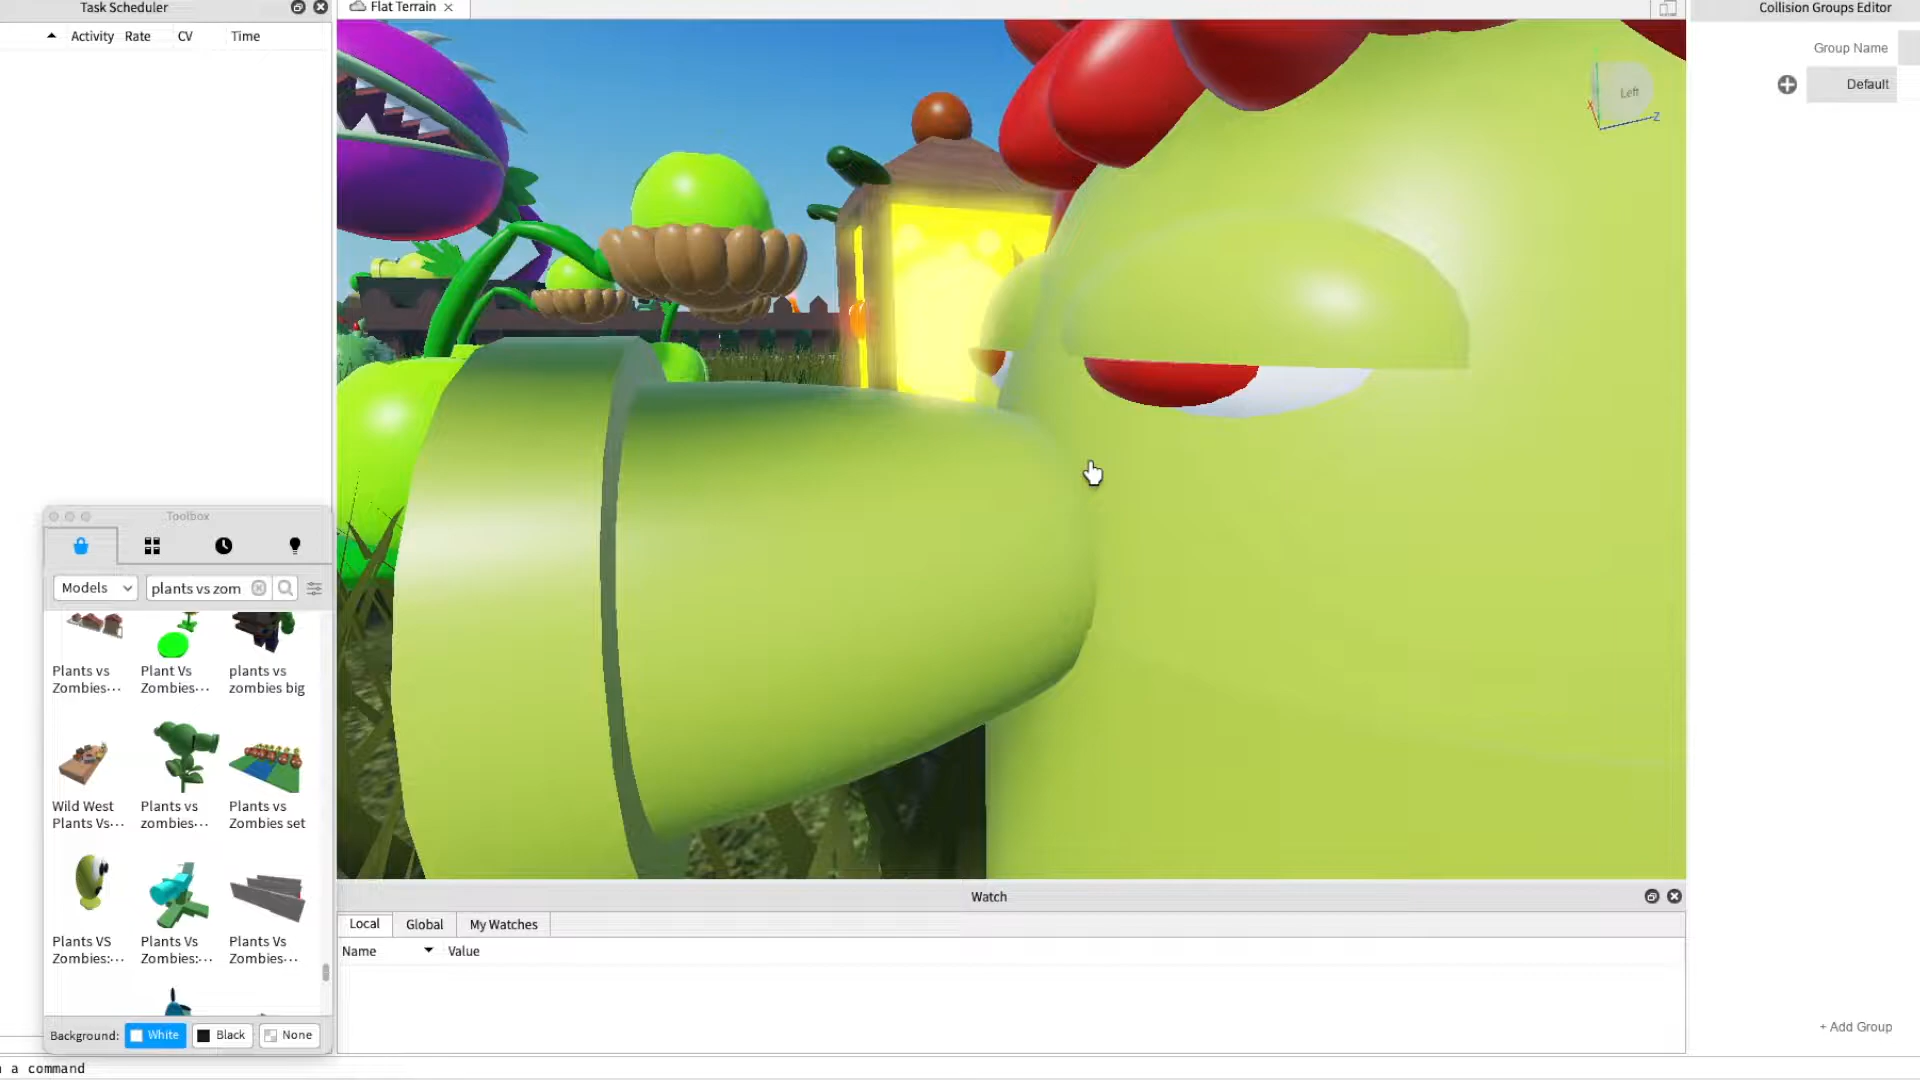 Task Scheduler
Flat Terrain
Collision Groups Editor
Activity Rate CV Time
Group Name
Default
Left
X
Z
Toolbox
Models
plants vs zom
Plants vs
Zombies···
Plant Vs
Zombies···
plants vs
zombies big
Wild West
Plants Vs···
Plants vs
zombies···
Plants vs
Zombies set
Plants VS
Zombies:···
Plants Vs
Zombies:···
Plants Vs
Zombies···
Background: White Black None
Watch
Local Global My Watches
Name Value
+ Add Group
a command